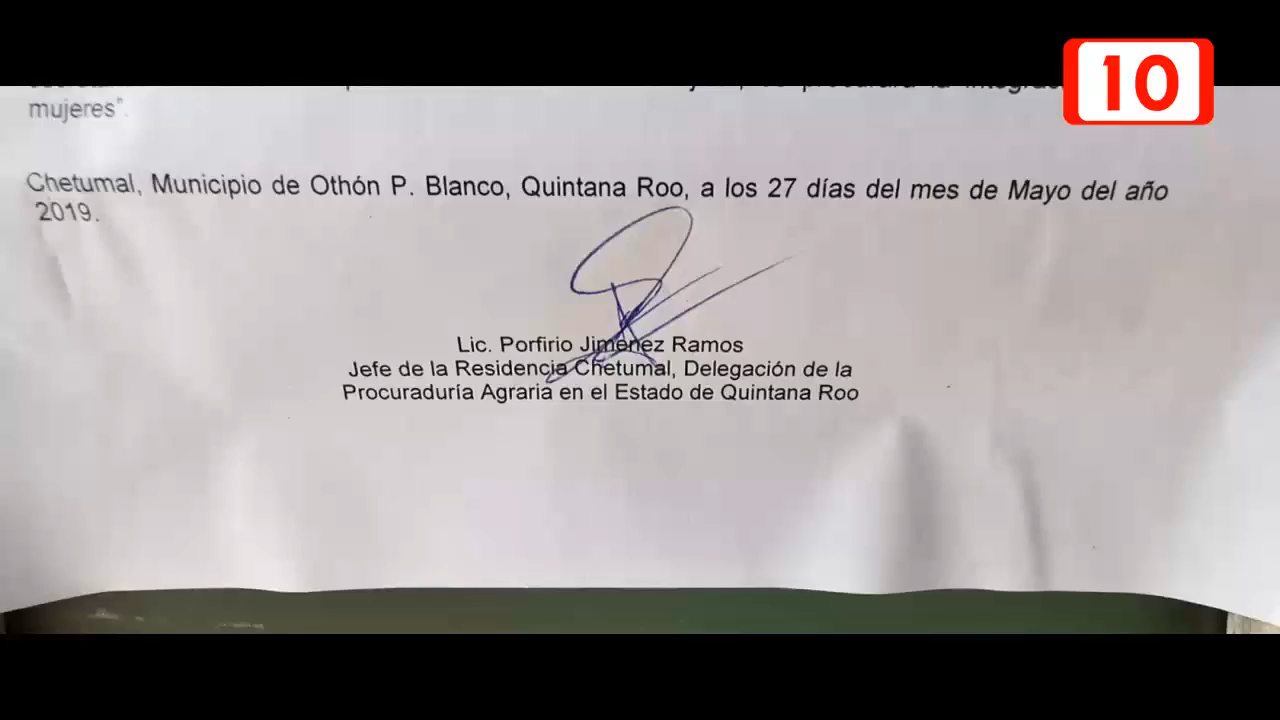 10
mujeres".
Chetumal, Municipio de Othón P. Blanco, Quintana Roo, a los 27 días del mes de Mayo del año
2019.
Lic. Porfirio Jiménez Ramos
Jefe de la Residencia Chetumal, Delegación de la
Procuraduría Agraria en el Estado de Quintana Roo